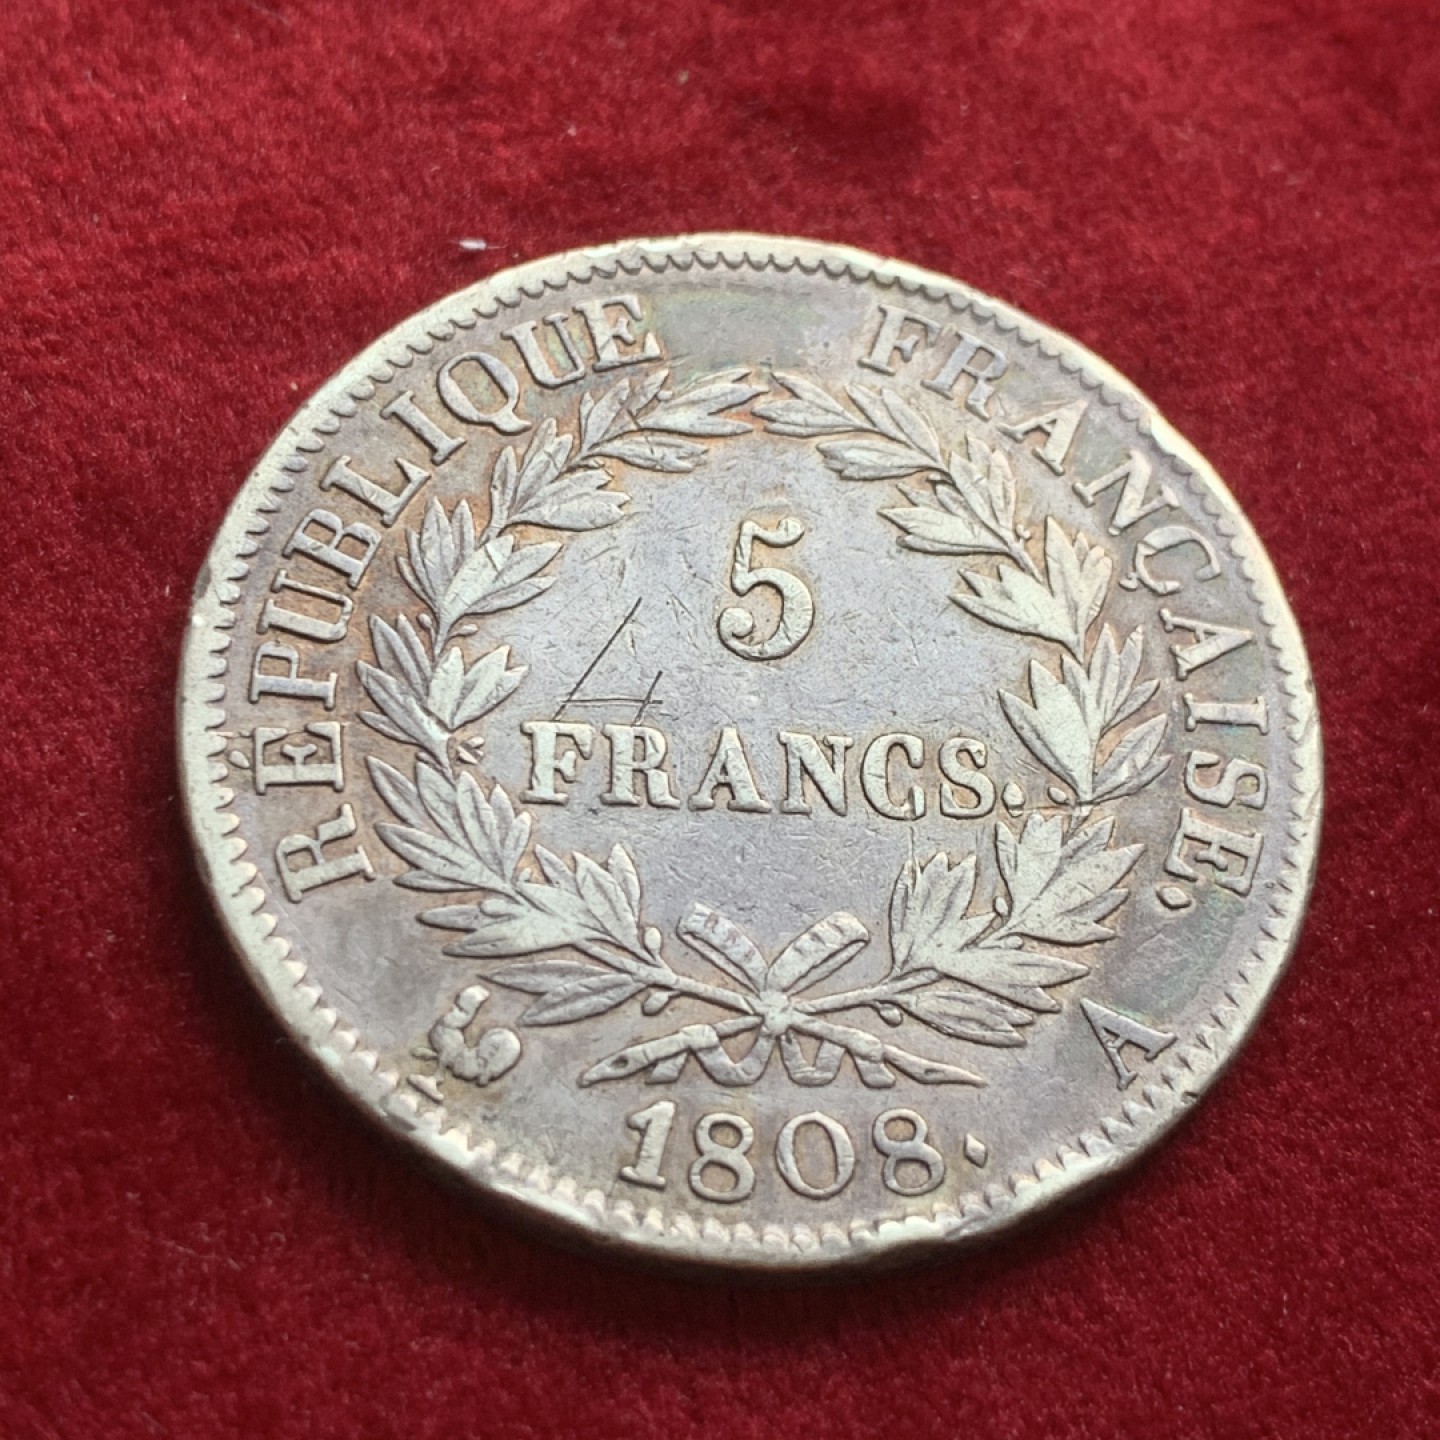 RÉPUBLIQUE FRANÇAISE.
5
FRANCS.
A
1808.